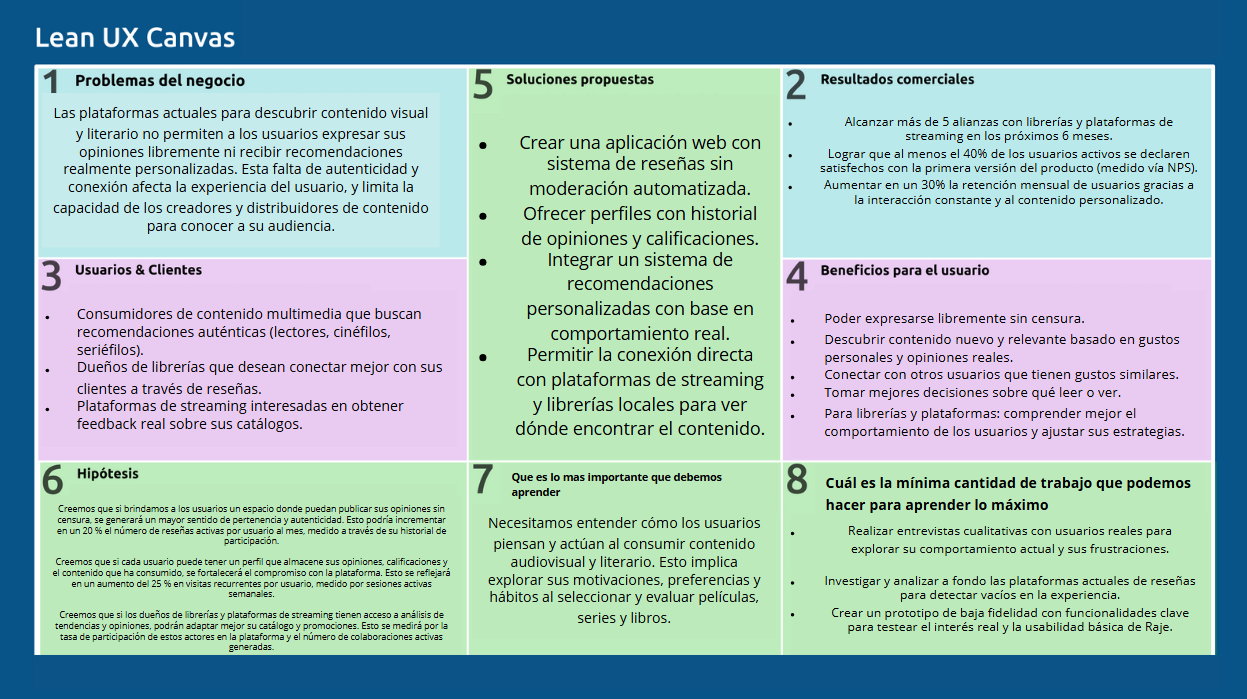 Lean UX Canvas
1 Problemas del negocio
Las plataformas actuales para descubrir contenido visual
y literario no permiten a los usuarios expresar sus
opiniones libremente ni recibir recomendaciones
realmente personalizadas. Esta falta de autenticidad y
conexión afecta la experiencia del usuario, y limita la
capacidad de los creadores y distribuidores de contenido
para conocer a su audiencia.
5 Soluciones propuestas
• Crear una aplicación web con
sistema de reseñas sin
moderación automatizada.
• Ofrecer perfiles con historial
de opiniones y calificaciones.
• Integrar un sistema de
recomendaciones
personalizadas con base en
comportamiento real.
• Permitir la conexión directa
con plataformas de streaming
y librerías locales para ver
dónde encontrar el contenido.
2 Resultados comerciales
• Alcanzar más de 5 alianzas con librerías y plataformas de
streaming en los próximos 6 meses.
• Lograr que al menos el 40% de los usuarios activos se declaren
satisfechos con la primera versión del producto (medido vía NPS).
• Aumentar en un 30% la retención mensual de usuarios gracias a
la interacción constante y al contenido personalizado.
3 Usuarios & Clientes
• Consumidores de contenido multimedia que buscan
recomendaciones auténticas (lectores, cinéfilos,
seriéfilos).
• Dueños de librerías que desean conectar mejor con sus
clientes a través de reseñas.
• Plataformas de streaming interesadas en obtener
feedback real sobre sus catálogos.
4 Beneficios para el usuario
• Poder expresarse libremente sin censura.
• Descubrir contenido nuevo y relevante basado en gustos
personales y opiniones reales.
• Conectar con otros usuarios que tienen gustos similares.
• Tomar mejores decisiones sobre qué leer o ver.
• Para librerías y plataformas: comprender mejor el
comportamiento de los usuarios y ajustar sus estrategias.
6 Hipótesis
Creemos que si brindamos a los usuarios un espacio donde puedan publicar sus opiniones sin
censura, se generará un mayor sentido de pertenencia y autenticidad. Esto podría incrementar
en un 20 % el número de reseñas activas por usuario al mes, medido a través de su historial de
participación.
Creemos que si cada usuario puede tener un perfil que almacene sus opiniones, calificaciones y
el contenido que ha consumido, se fortalecerá el compromiso con la plataforma. Esto se reflejará
en un aumento del 25 % en visitas recurrentes por usuario, medido por sesiones activas
semanales.
Creemos que si los dueños de librerías y plataformas de streaming tienen acceso a análisis de
tendencias y opiniones, podrán adaptar mejor su catálogo y promociones. Esto se medirá por la
tasa de participación de estos actores en la plataforma y el número de colaboraciones activas
generadas.
7 Que es lo mas importante que debemos
aprender
Necesitamos entender cómo los usuarios
piensan y actúan al consumir contenido
audiovisual y literario. Esto implica
explorar sus motivaciones, preferencias y
hábitos al seleccionar y evaluar películas,
series y libros.
8 Cuál es la mínima cantidad de trabajo que podemos
hacer para aprender lo máximo
• Realizar entrevistas cualitativas con usuarios reales para
explorar su comportamiento actual y sus frustraciones.
• Investigar y analizar a fondo las plataformas actuales de reseñas
para detectar vacíos en la experiencia.
• Crear un prototipo de baja fidelidad con funcionalidades clave
para testear el interés real y la usabilidad básica de Raje.